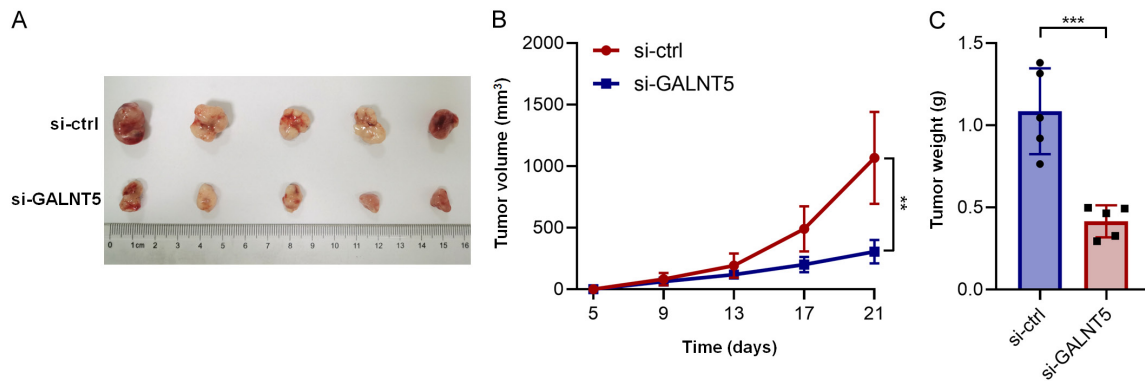 A
si-ctrl
si-GALNT5
0 1cm 2 3 4 5 6 7 8 9 10 11 12 13 14 15 16
B
Tumor volume (mm³)
2000
1500
1000
500
0
si-ctrl
si-GALNT5
**
5 9 13 17 21
Time (days)
C
***
Tumor weight (g)
1.5
1.0
0.5
0.0
si-ctrl
si-GALNT5